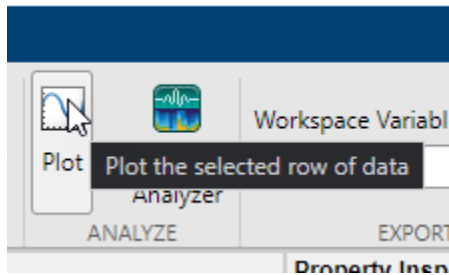 Workspace Variabl
Plot
Plot the selected row of data
Analyzer
ANALYZE
EXPORT
Property Insp